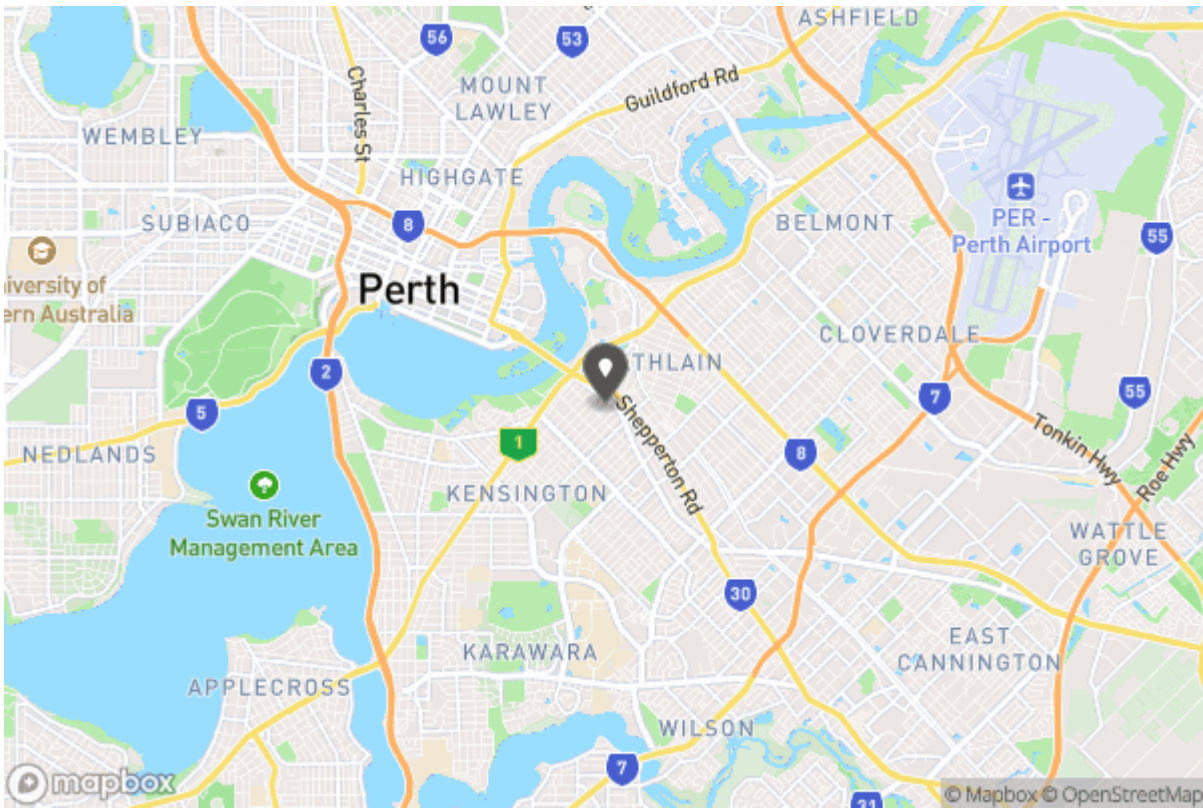 ASHFIELD
56
53
MOUNT
LAWLEY
Charles St
Guildford Rd
WEMBLEY
HIGHGATE
SUBIACO
8
BELMONT
PER -
Perth Airport
55
niversity of
ern Australia
Perth
CLOVERDALE
THLAIN
2
5
7
55
Shepperton Rd
1
8
Tonkin Hwy
Roe Hwy
NEDLANDS
KENSINGTON
Swan River
Management Area
WATTLE
GROVE
30
EAST
CANNINGTON
KARAWARA
APPLECROSS
WILSON
7
31
mapbox
© Mapbox © OpenStreetMap